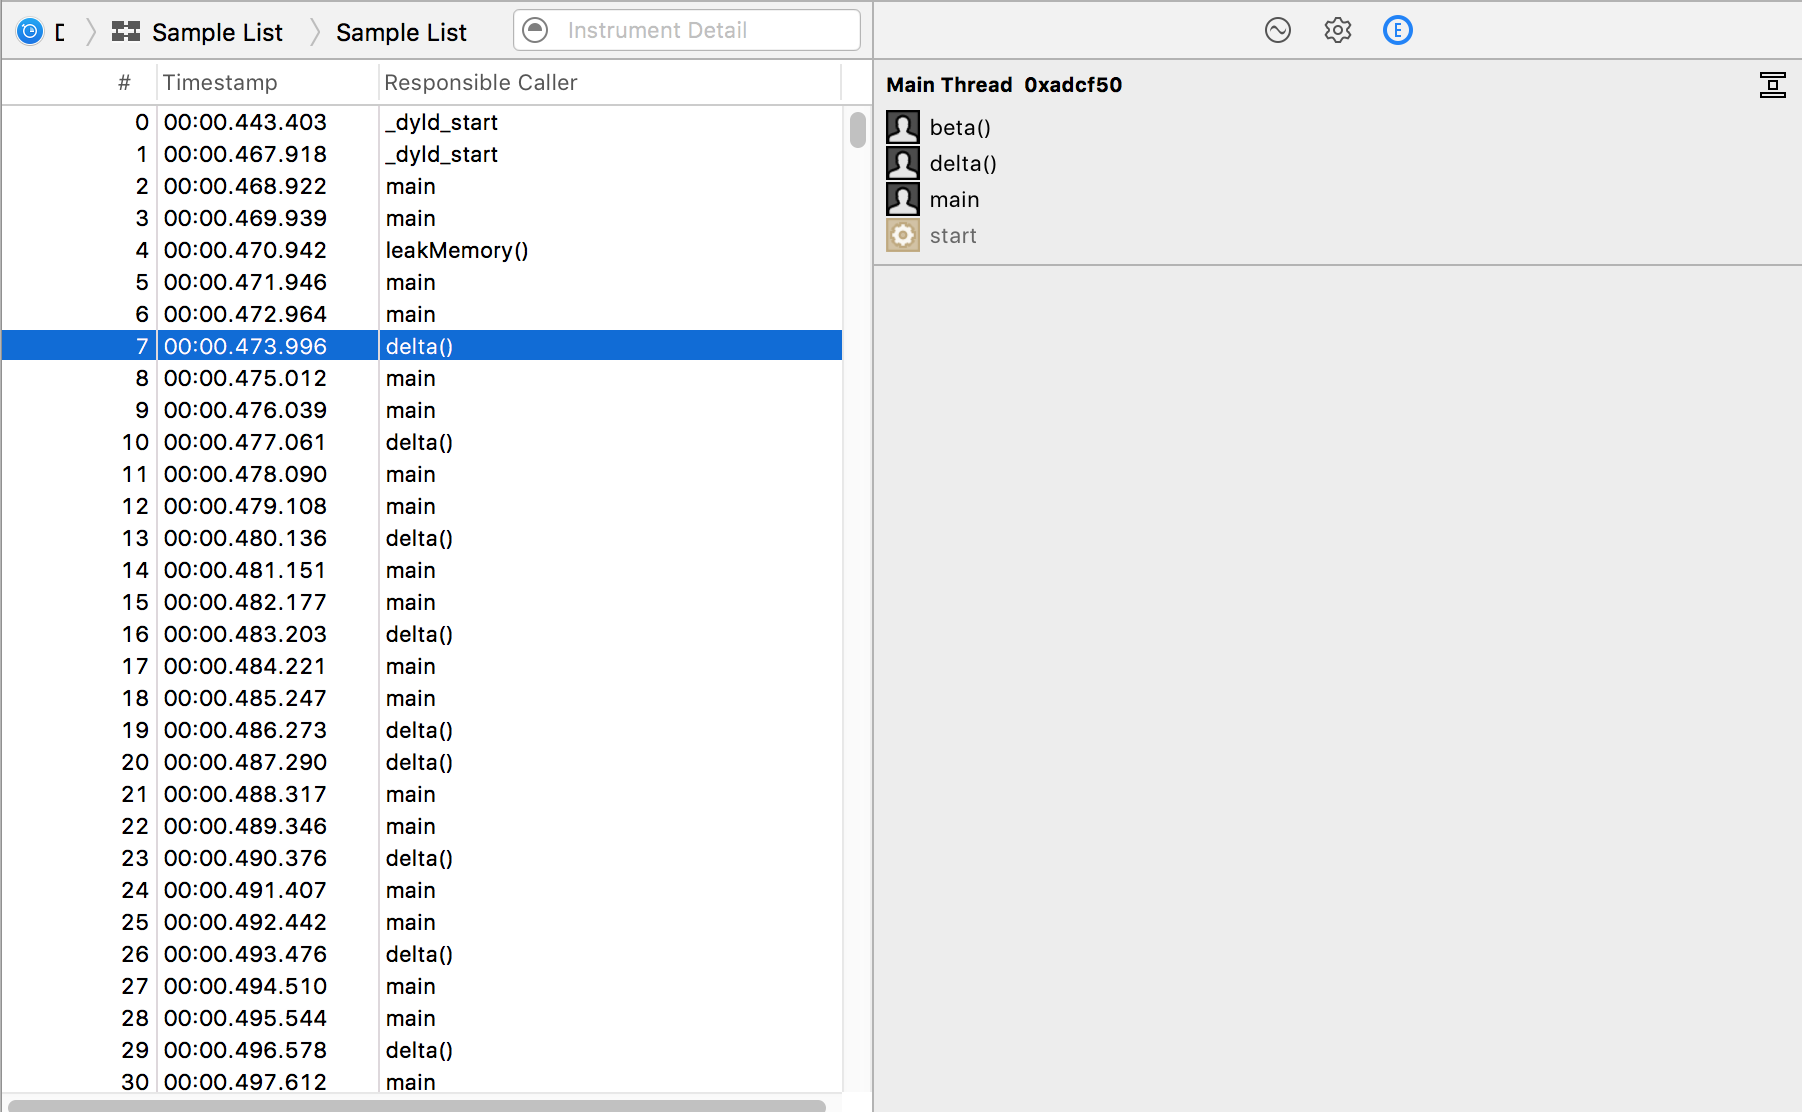 Sample List Sample List Instrument Detail E
# Timestamp Responsible Caller
0 00:00.443.403 _dyld_start
1 00:00.467.918 _dyld_start
2 00:00.468.922 main
3 00:00.469.939 main
4 00:00.470.942 leakMemory()
5 00:00.471.946 main
6 00:00.472.964 main
7 00:00.473.996 delta()
8 00:00.475.012 main
9 00:00.476.039 main
10 00:00.477.061 delta()
11 00:00.478.090 main
12 00:00.479.108 main
13 00:00.480.136 delta()
14 00:00.481.151 main
15 00:00.482.177 main
16 00:00.483.203 delta()
17 00:00.484.221 main
18 00:00.485.247 main
19 00:00.486.273 delta()
20 00:00.487.290 delta()
21 00:00.488.317 main
22 00:00.489.346 main
23 00:00.490.376 delta()
24 00:00.491.407 main
25 00:00.492.442 main
26 00:00.493.476 delta()
27 00:00.494.510 main
28 00:00.495.544 main
29 00:00.496.578 delta()
30 00:00.497.612 main
Main Thread 0xadcf50
beta()
delta()
main
start